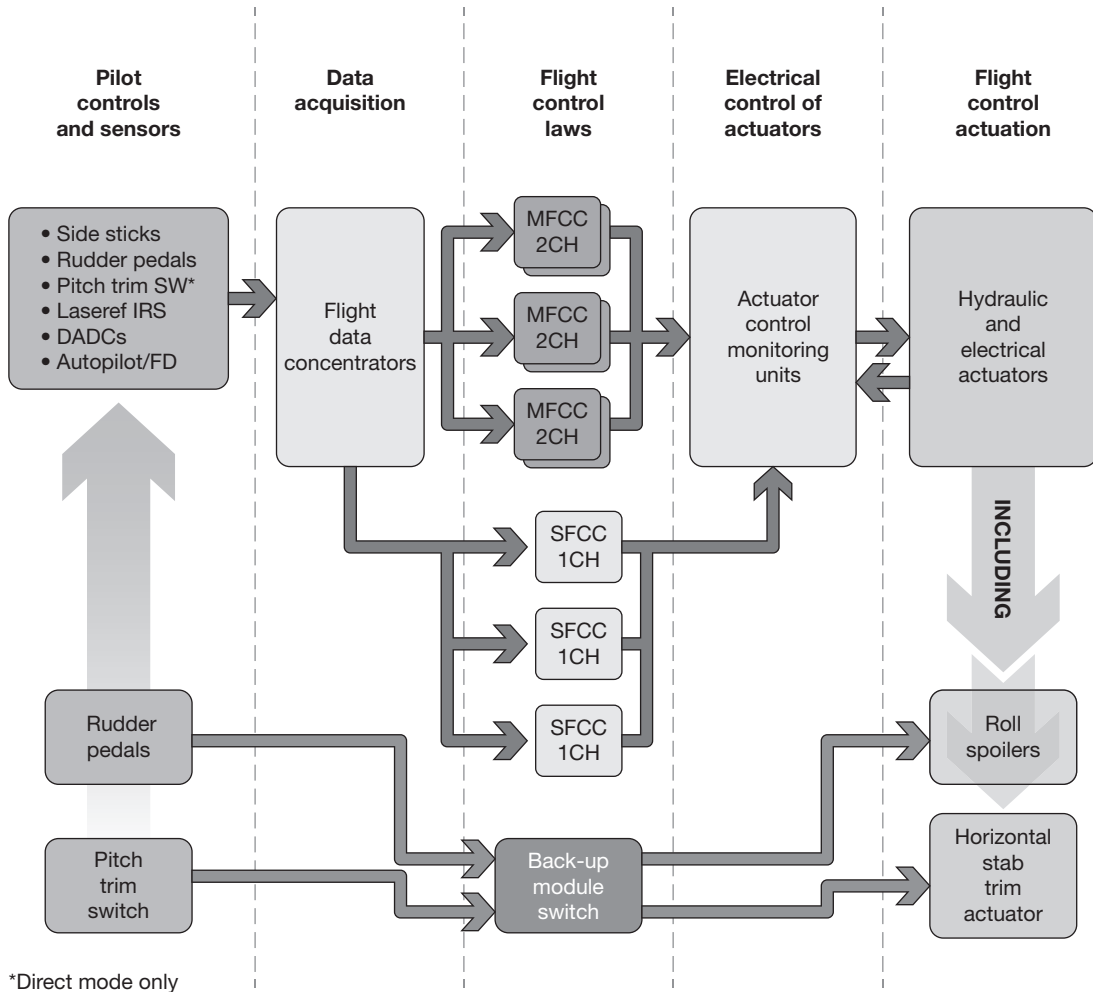 Pilot
controls
and sensors
Data
acquisition
Flight
control
laws
Electrical
control of
actuators
Flight
control
actuation
• Side sticks
• Rudder pedals
• Pitch trim SW*
• Laseref IRS
• DADCs
• Autopilot/FD
Flight
data
concentrators
MFCC
2CH
MFCC
2CH
MFCC
2CH
Actuator
control
monitoring
units
Hydraulic
and
electrical
actuators
SFCC
1CH
SFCC
1CH
SFCC
1CH
INCLUDING
Rudder
pedals
Roll
spoilers
Pitch
trim
switch
Back-up
module
switch
Horizontal
stab
trim
actuator
*Direct mode only